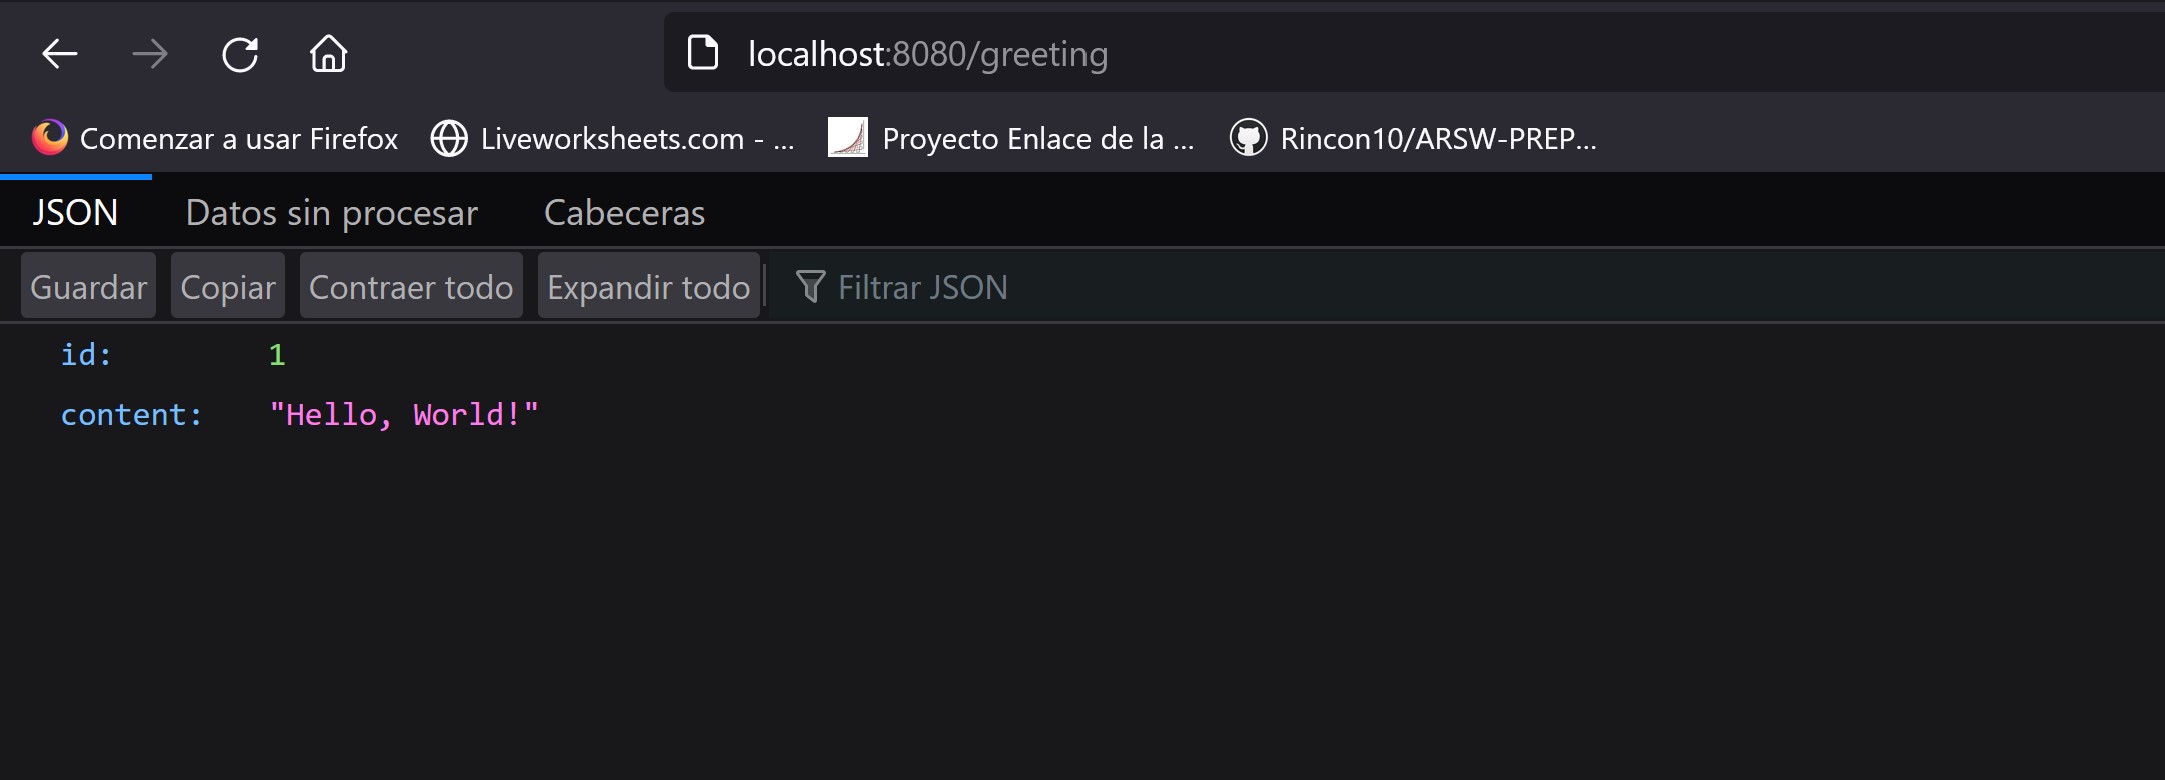 localhost:8080/greeting
Comenzar a usar Firefox Liveworksheets.com - ... Proyecto Enlace de la ... Rincon10/ARSW-PREP...
JSON Datos sin procesar Cabeceras
Guardar Copiar Contraer todo Expandir todo Filtrar JSON
id: 1
content: "Hello, World!"